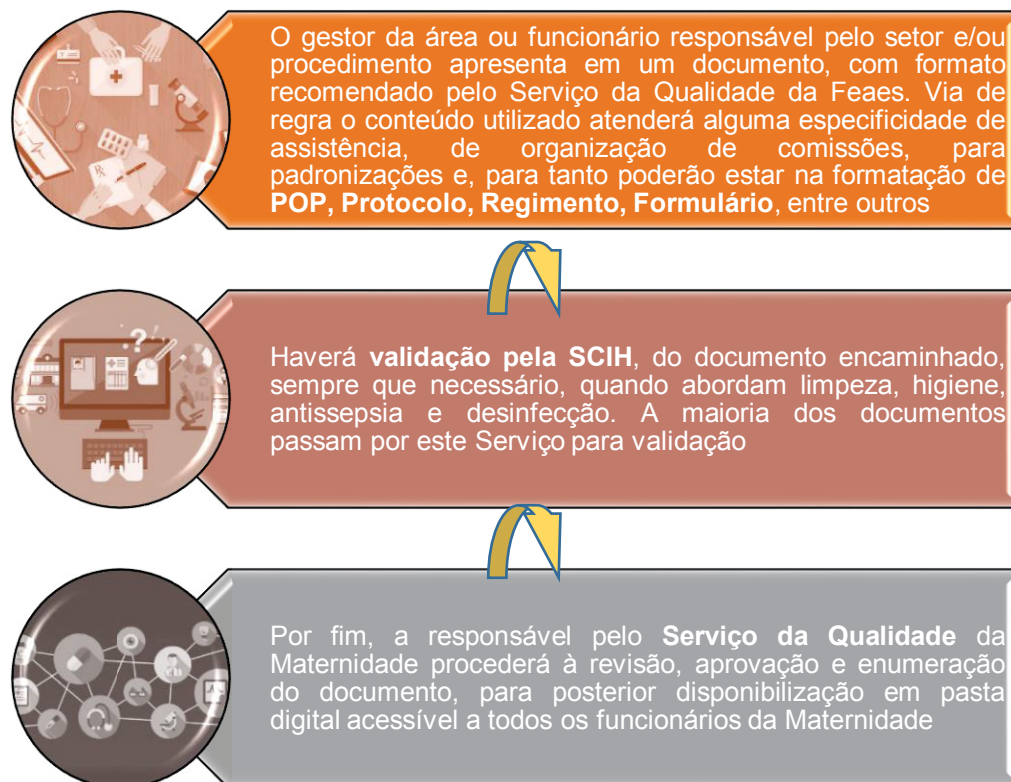 O gestor da área ou funcionário responsável pelo setor e/ou
procedimento apresenta em um documento, com formato
recomendado pelo Serviço da Qualidade da Feaes. Via de
regra o conteúdo utilizado atenderá alguma especificidade de
assistência, de organização de comissões, para
padronizações e, para tanto poderão estar na formatação de
POP, Protocolo, Regimento, Formulário, entre outros
Haverá validação pela SCIH, do documento encaminhado,
sempre que necessário, quando abordam limpeza, higiene,
antissepsia e desinfecção. A maioria dos documentos
passam por este Serviço para validação
Por fim, a responsável pelo Serviço da Qualidade da
Maternidade procederá à revisão, aprovação e enumeração
do documento, para posterior disponibilização em pasta
digital acessível a todos os funcionários da Maternidade